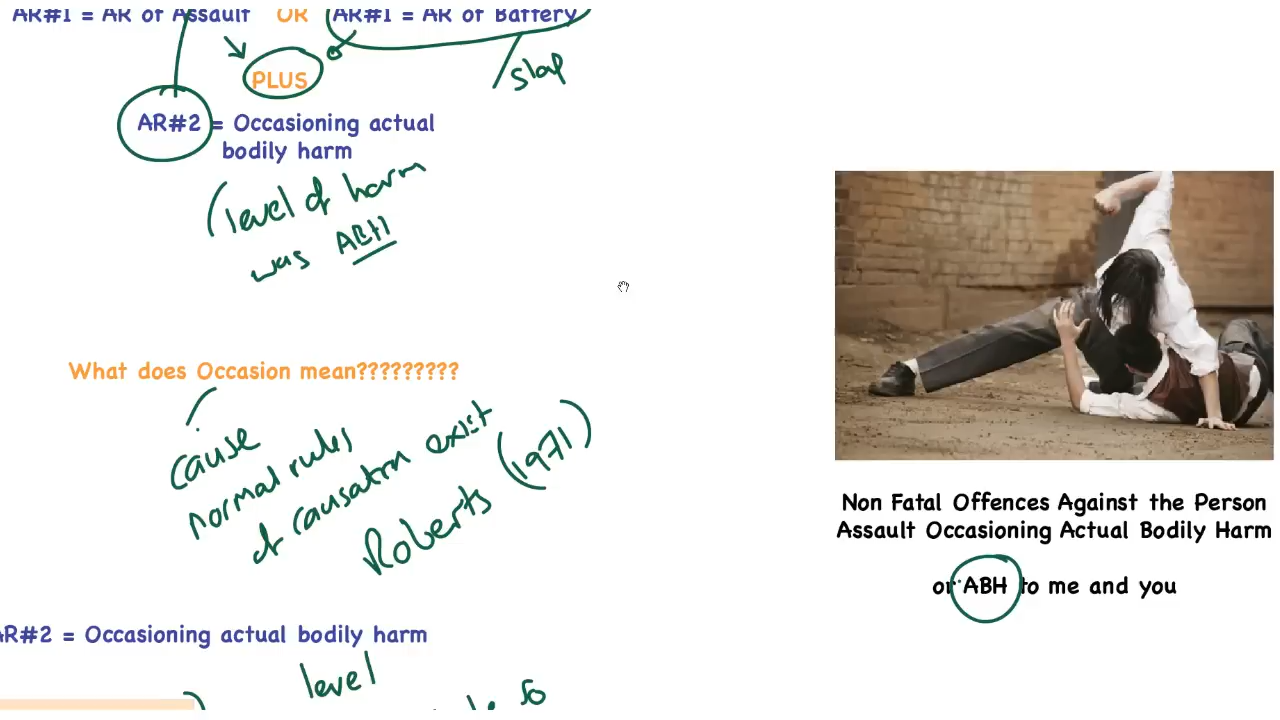 AR#1 = AR of Assault OR AR#1 = AR of Battery
slap
PLUS
AR#2 = Occasioning actual
bodily harm
(level of harm
was ABH
What does Occasion mean?????????
cause
normal rules
of causation exist
Roberts (1971)
AR#2 = Occasioning actual bodily harm
level
so
Non Fatal Offences Against the Person
Assault Occasioning Actual Bodily Harm
or ABH to me and you